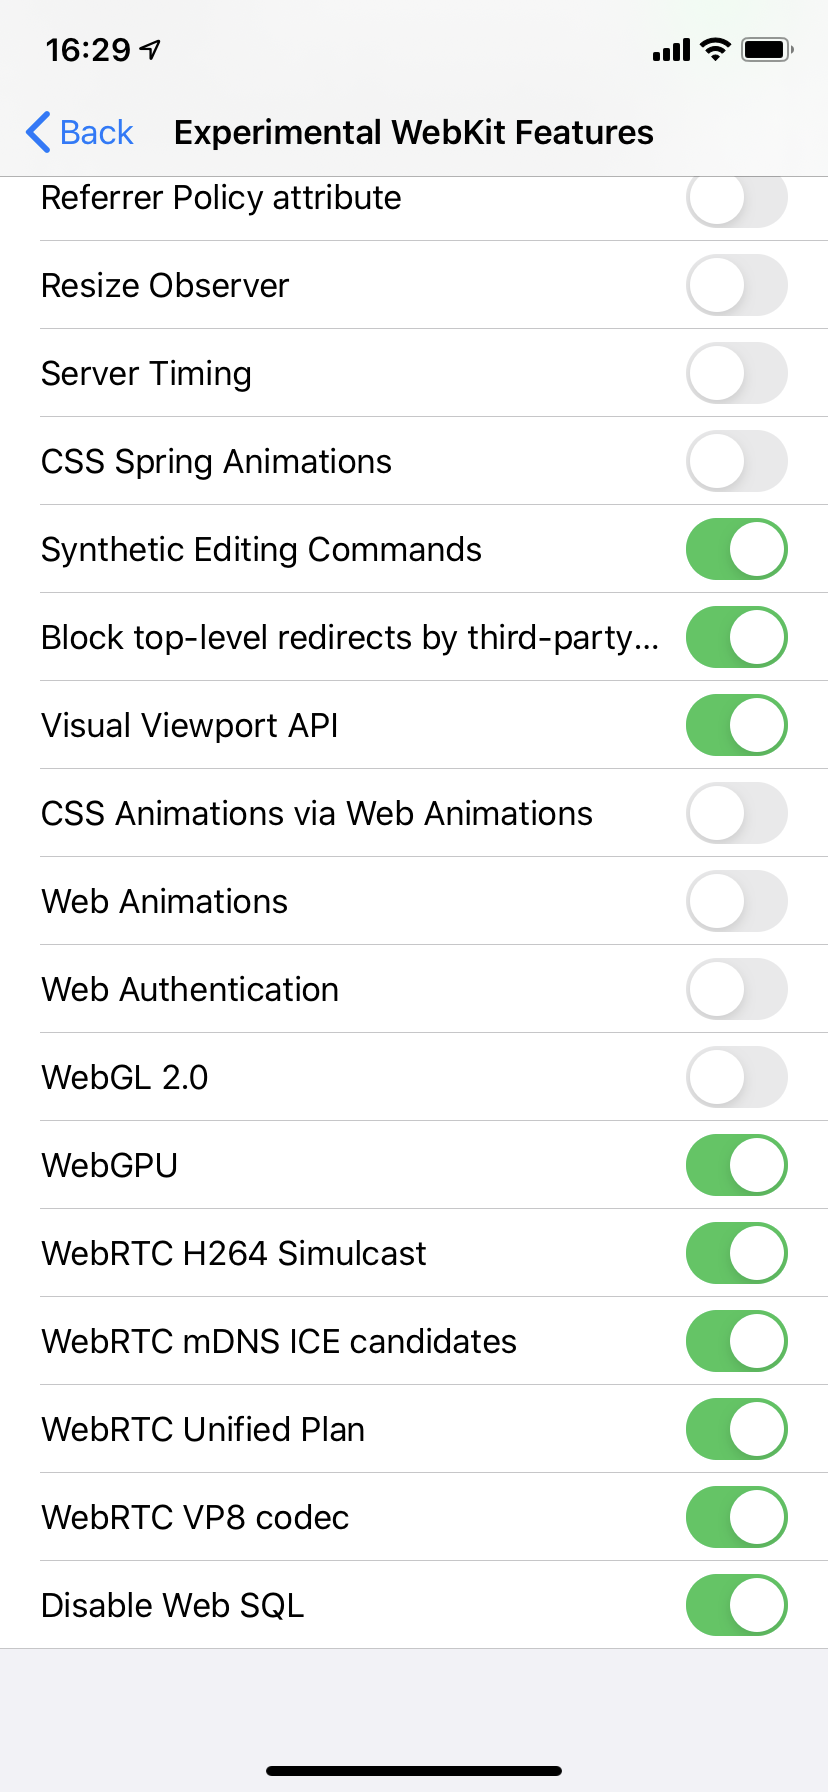 16:29
Back Experimental WebKit Features
Referrer Policy attribute
Resize Observer
Server Timing
CSS Spring Animations
Synthetic Editing Commands
Block top-level redirects by third-party...
Visual Viewport API
CSS Animations via Web Animations
Web Animations
Web Authentication
WebGL 2.0
WebGPU
WebRTC H264 Simulcast
WebRTC mDNS ICE candidates
WebRTC Unified Plan
WebRTC VP8 codec
Disable Web SQL